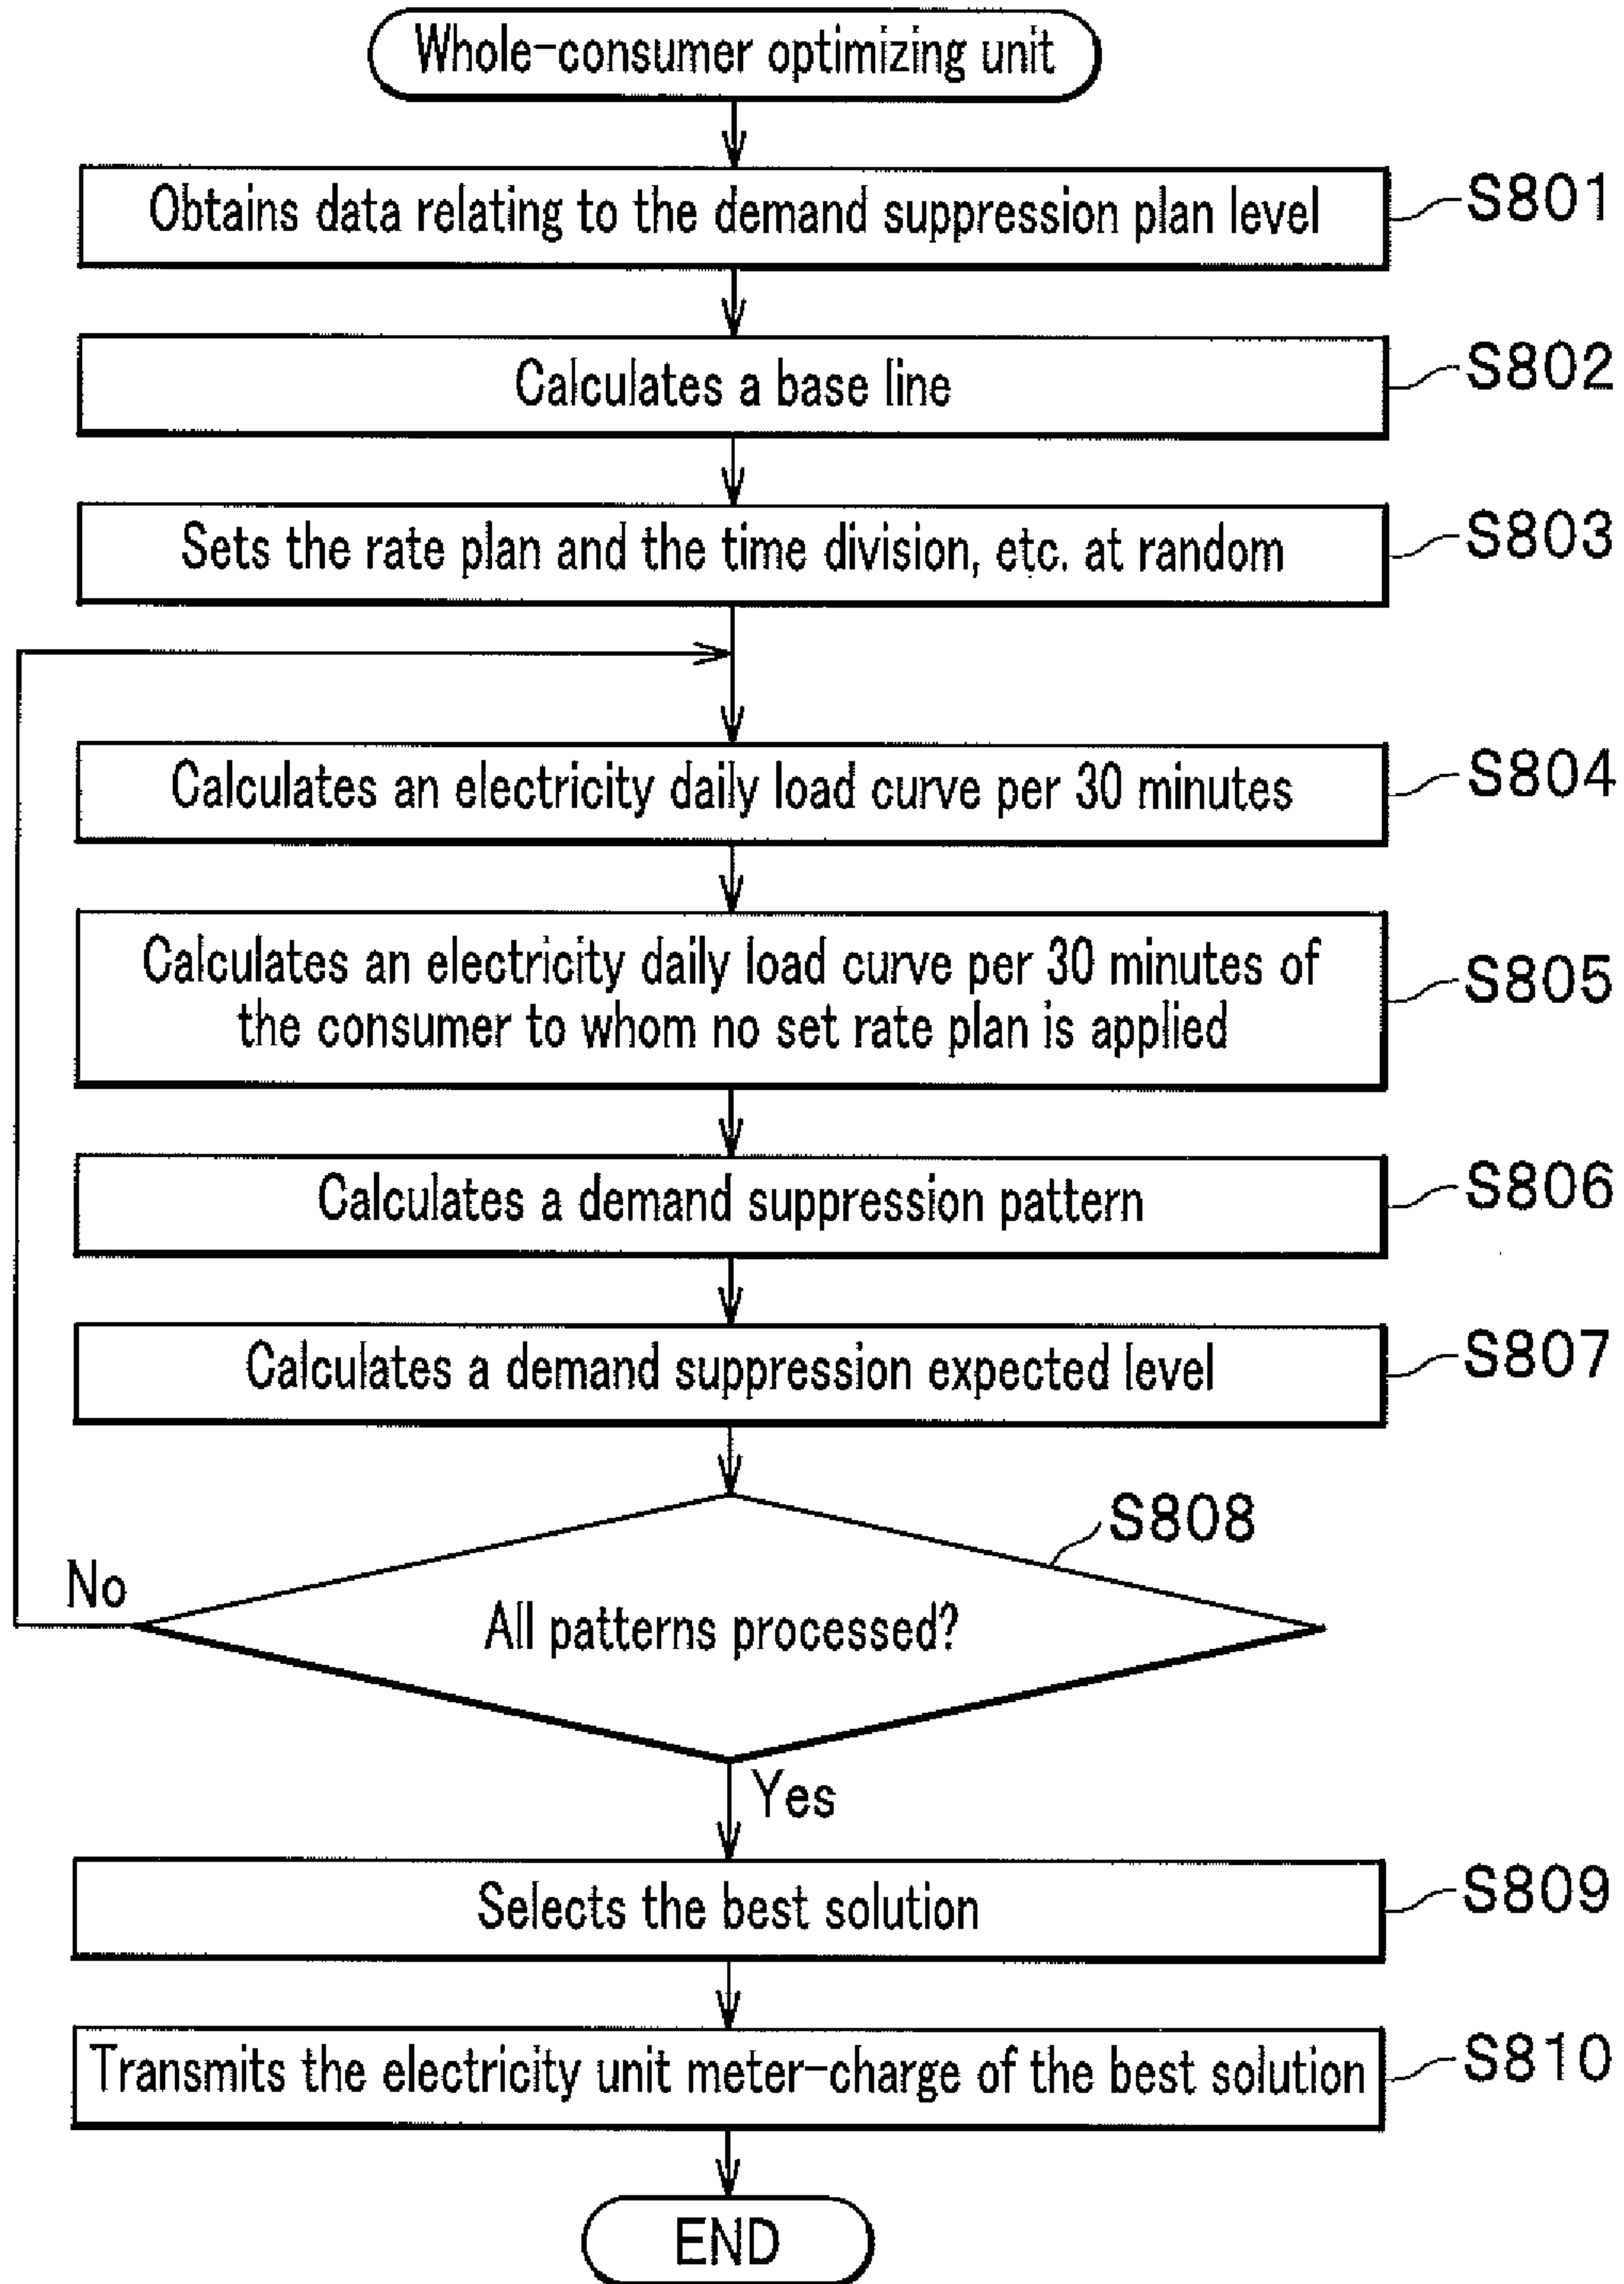 Whole-consumer optimizing unit
Obtains data relating to the demand suppression plan level
S801
Calculates a base line
S802
Sets the rate plan and the time division, etc. at random
S803
Calculates an electricity daily load curve per 30 minutes
S804
Calculates an electricity daily load curve per 30 minutes of
the consumer to whom no set rate plan is applied
S805
Calculates a demand suppression pattern
S806
Calculates a demand suppression expected level
S807
S808
No
All patterns processed?
Yes
Selects the best solution
S809
Transmits the electricity unit meter-charge of the best solution
S810
END